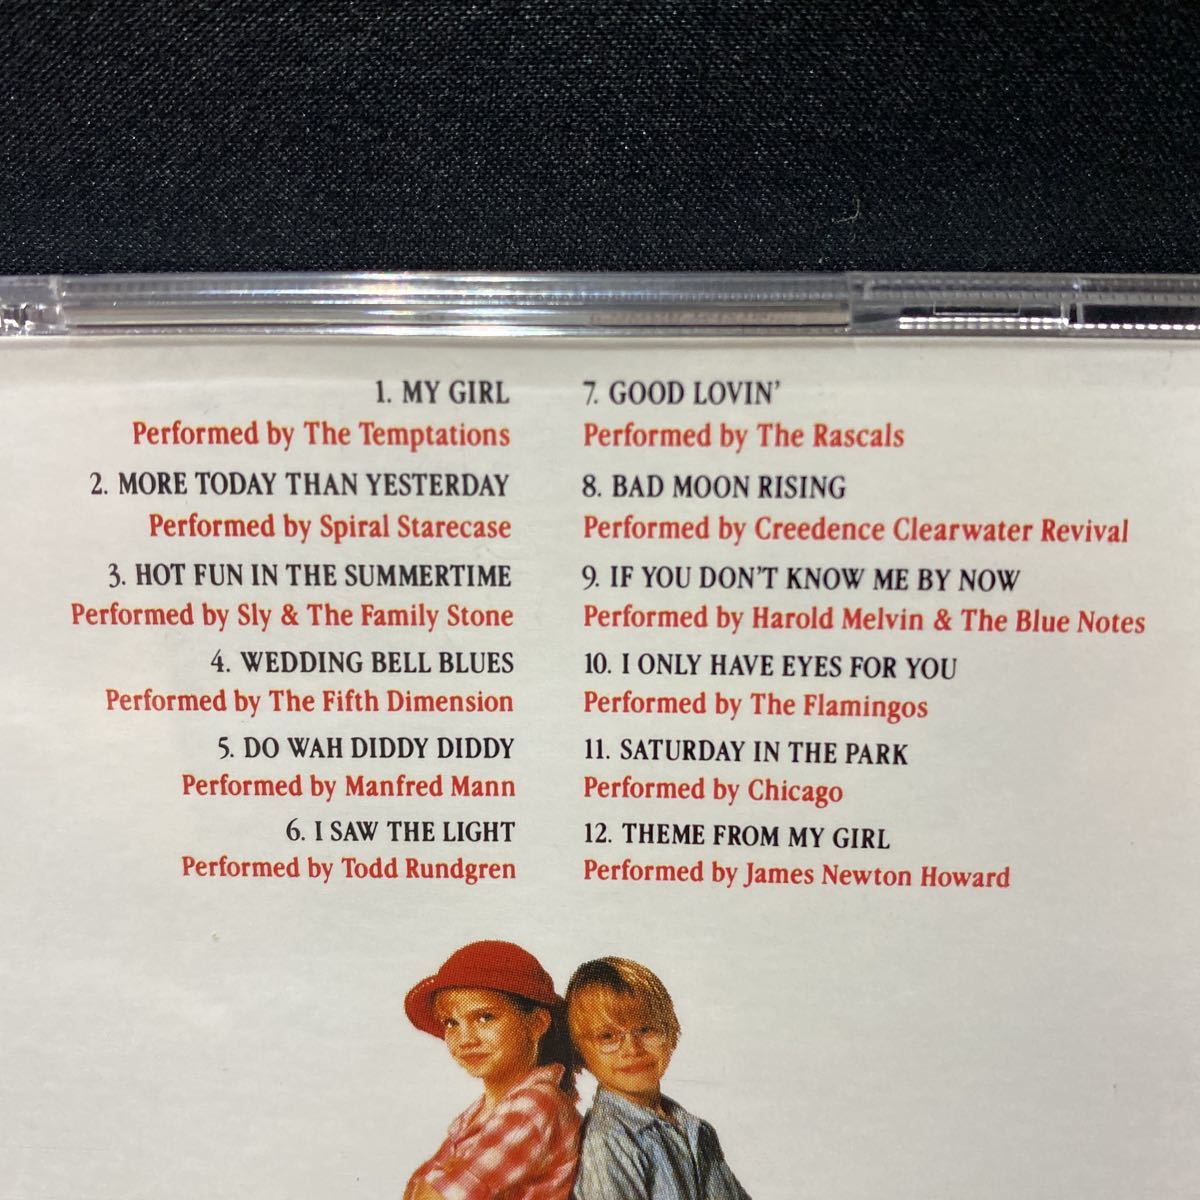 1. MY GIRL
Performed by The Temptations
2. MORE TODAY THAN YESTERDAY
Performed by Spiral Starecase
3. HOT FUN IN THE SUMMERTIME
Performed by Sly & The Family Stone
4. WEDDING BELL BLUES
Performed by The Fifth Dimension
5. DO WAH DIDDY DIDDY
Performed by Manfred Mann
6. I SAW THE LIGHT
Performed by Todd Rundgren
7. GOOD LOVIN'
Performed by The Rascals
8. BAD MOON RISING
Performed by Creedence Clearwater Revival
9. IF YOU DON'T KNOW ME BY NOW
Performed by Harold Melvin & The Blue Notes
10. I ONLY HAVE EYES FOR YOU
Performed by The Flamingos
11. SATURDAY IN THE PARK
Performed by Chicago
12. THEME FROM MY GIRL
Performed by James Newton Howard